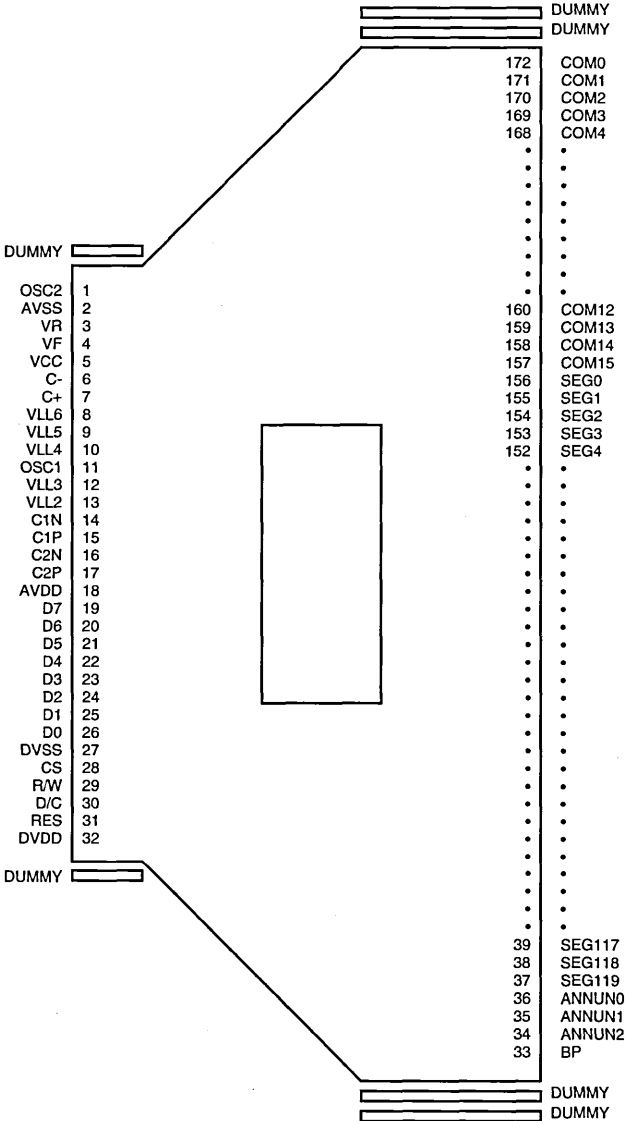 DUMMY
DUMMY
172 COM0
171 COM1
170 COM2
169 COM3
168 COM4
DUMMY
OSC2 1
AVSS 2
VR 3
VF 4
VCC 5
C- 6
C+ 7
VLL6 8
VLL5 9
VLL4 10
OSC1 11
VLL3 12
VLL2 13
C1N 14
C1P 15
C2N 16
C2P 17
AVDD 18
D7 19
D6 20
D5 21
D4 22
D3 23
D2 24
D1 25
D0 26
DVSS 27
CS 28
R/W 29
D/C 30
RES 31
DVDD 32
DUMMY
160 COM12
159 COM13
158 COM14
157 COM15
156 SEG0
155 SEG1
154 SEG2
153 SEG3
152 SEG4
39 SEG117
38 SEG118
37 SEG119
36 ANNUN0
35 ANNUN1
34 ANNUN2
33 BP
DUMMY
DUMMY